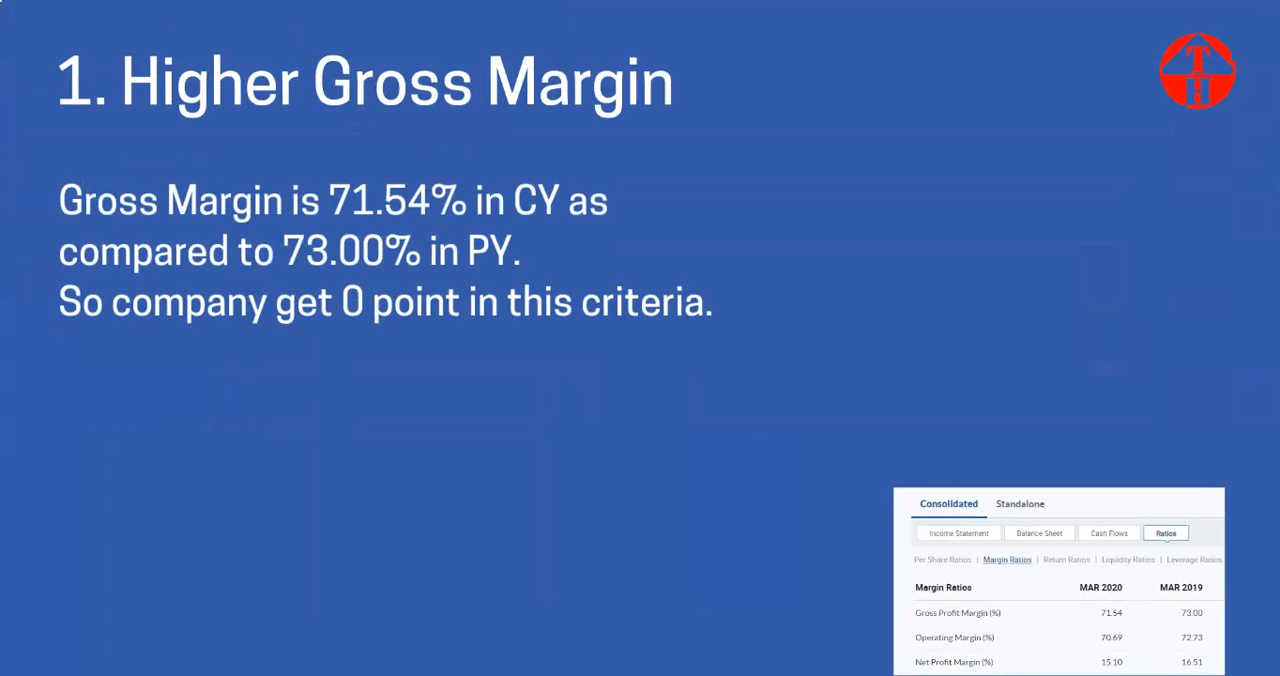 1. Higher Gross Margin
TH
Gross Margin is 71.54% in CY as
compared to 73.00% in PY.
So company get 0 point in this criteria.
Consolidated Standalone
Income Statement Balance Sheet Cash Flows Ratios
Per Share Ratios | Margin Ratios | Return Ratios | Liquidity Ratios | Leverage Ratios
Margin Ratios MAR 2020 MAR 2019
Gross Profit Margin (%) 71.54 73.00
Operating Margin (%) 70.69 72.73
Net Profit Margin (%) 15.10 16.51